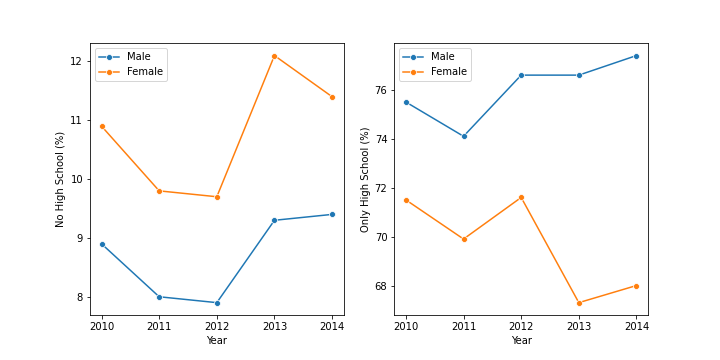 No High School (%)
12
11
10
9
8
Male
Female
2010 2011 2012 2013 2014
Year
Only High School (%)
76
74
72
70
68
Male
Female
2010 2011 2012 2013 2014
Year